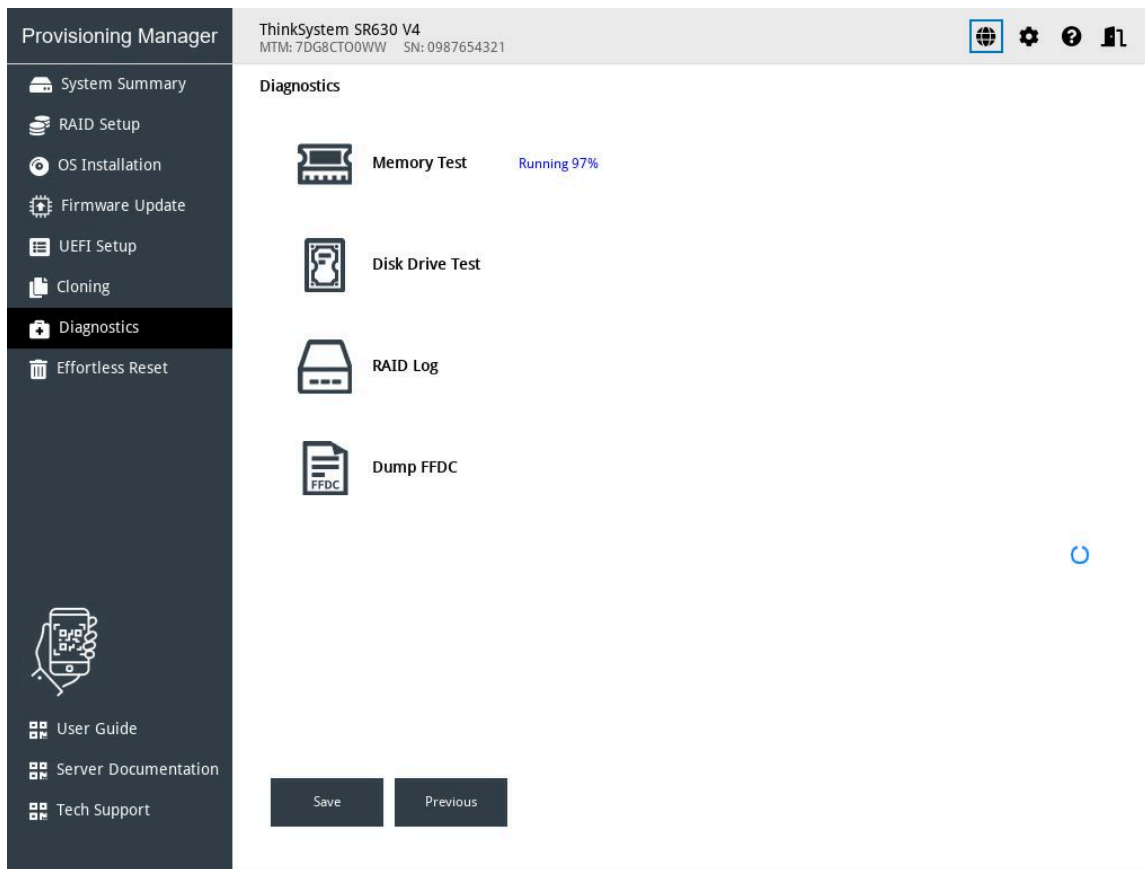 Provisioning Manager
ThinkSystem SR630 V4
MTM: 7DG8CTO0WW SN: 0987654321
System Summary
RAID Setup
OS Installation
Firmware Update
UEFI Setup
Cloning
Diagnostics
Effortless Reset
User Guide
Server Documentation
Tech Support
Diagnostics
Memory Test Running 97%
Disk Drive Test
RAID Log
FFDC
Dump FFDC
Save Previous